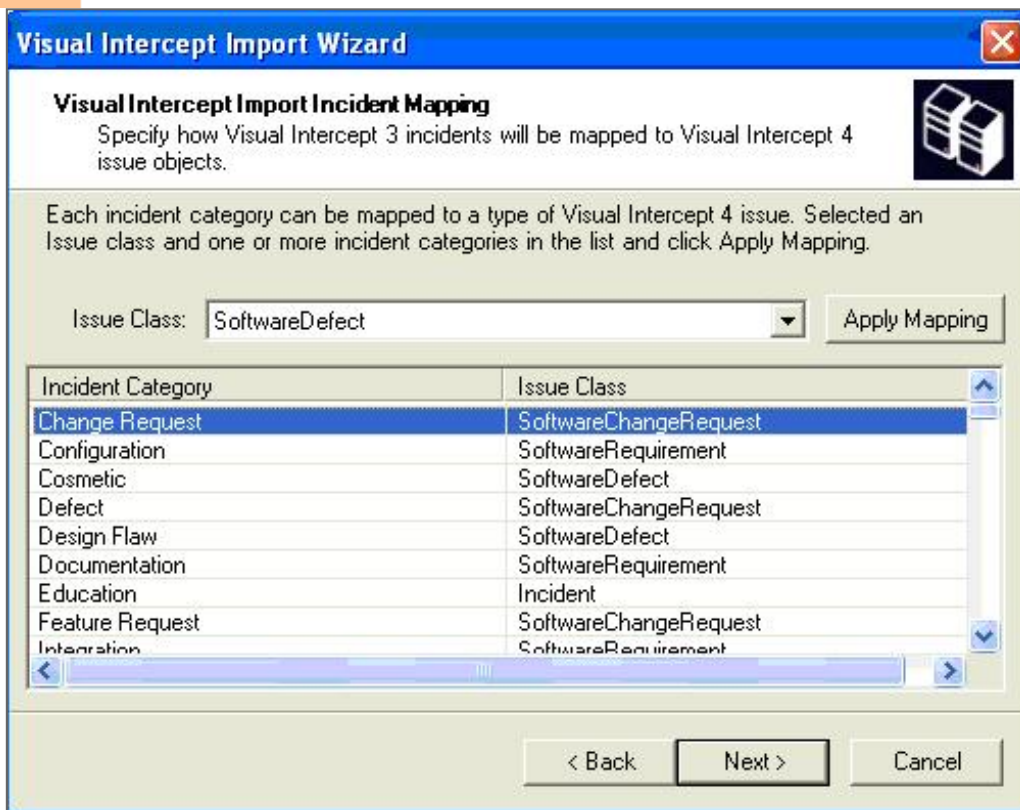 Visual Intercept Import Wizard
Visual Intercept Import Incident Mapping
Specify how Visual Intercept 3 incidents will be mapped to Visual Intercept 4
issue objects.
Each incident category can be mapped to a type of Visual Intercept 4 issue. Selected an
Issue class and one or more incident categories in the list and click Apply Mapping.
Issue Class: SoftwareDefect Apply Mapping
Incident Category Issue Class
Change Request SoftwareChangeRequest
Configuration SoftwareRequirement
Cosmetic SoftwareDefect
Defect SoftwareChangeRequest
Design Flaw SoftwareDefect
Documentation SoftwareRequirement
Education Incident
Feature Request SoftwareChangeRequest
Integration SoftwareRequirement
< Back Next > Cancel